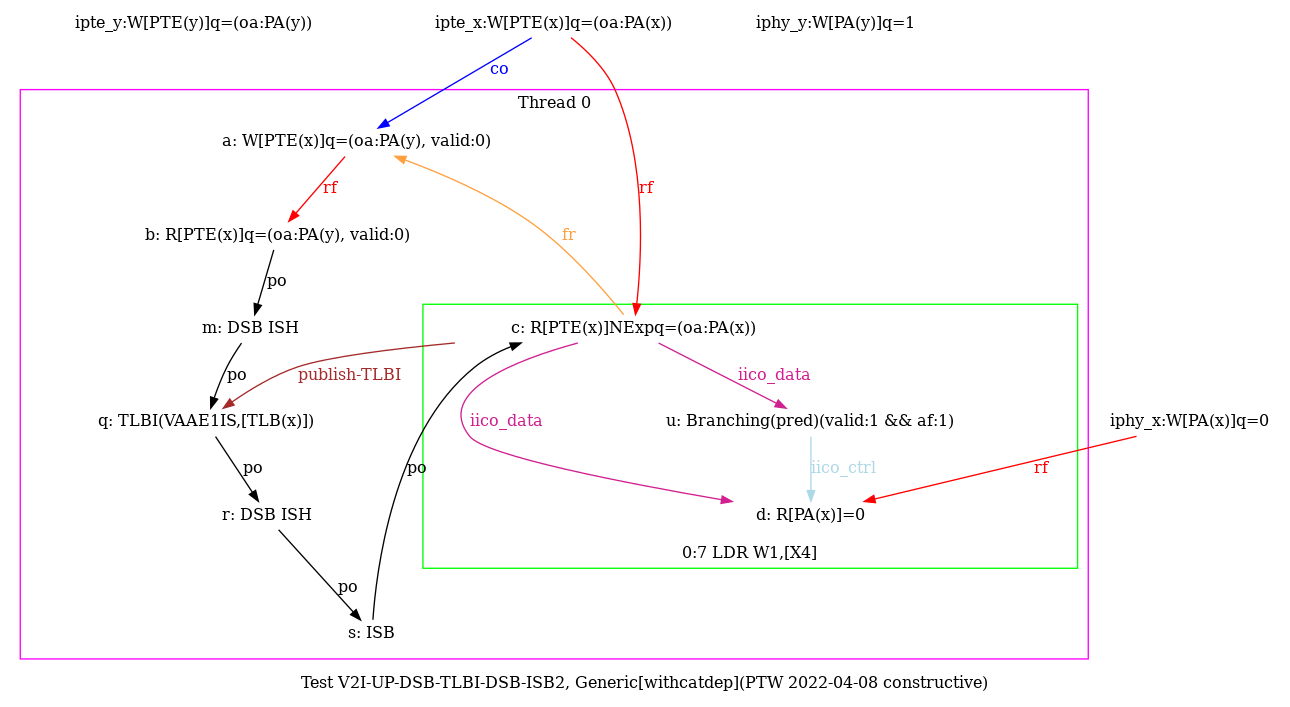 ipte_y:W[PTE(y)]q=(oa:PA(y))
ipte_x:W[PTE(x)]q=(oa:PA(x))
iphy_y:W[PA(y)]q=1
co
Thread 0
a: W[PTE(x)]q=(oa:PA(y), valid:0)
rf
rf
fr
b: R[PTE(x)]q=(oa:PA(y), valid:0)
po
m: DSB ISH
c: R[PTE(x)]NExpq=(oa:PA(x))
po
publish-TLBI
iico_data
q: TLBI(VAAE1IS,[TLB(x)])
iico_data
u: Branching(pred)(valid:1 && af:1)
iphy_x:W[PA(x)]q=0
po
po
iico_ctrl
rf
r: DSB ISH
d: R[PA(x)]=0
0:7 LDR W1,[X4]
po
s: ISB
Test V2I-UP-DSB-TLBI-DSB-ISB2, Generic[withcatdep](PTW 2022-04-08 constructive)